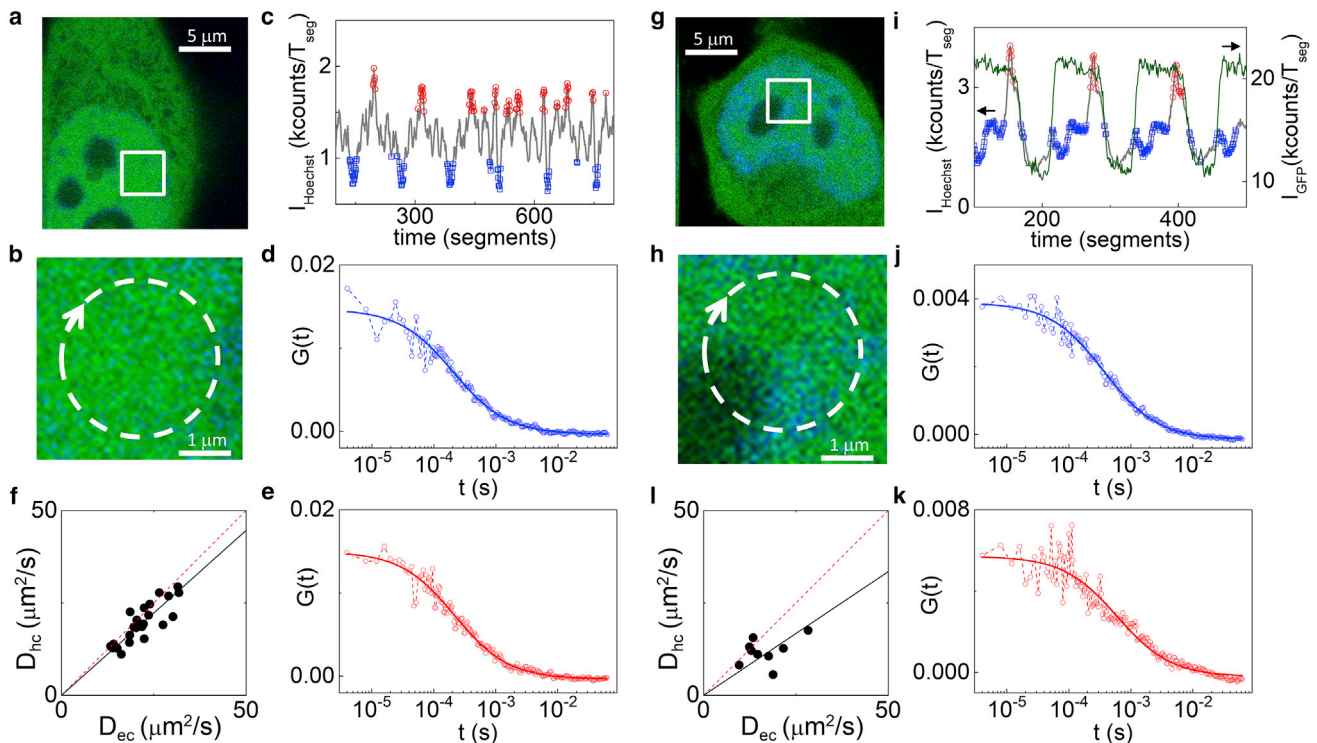 a
5 μm
c
I_Hoechst (kcounts/T_seg)
2
1
300
600
time (segments)
g
5 μm
i
I_Hoechst (kcounts/T_seg)
3
0
200
400
time (segments)
20
10
I_GFP (kcounts/T_seg)
b
1 μm
d
G(t)
0.02
0.00
10⁻⁵
10⁻⁴
10⁻³
10⁻²
t (s)
h
1 μm
j
G(t)
0.004
0.000
10⁻⁵
10⁻⁴
10⁻³
10⁻²
t (s)
f
D_hc (μm²/s)
50
0
0
50
D_ec (μm²/s)
e
G(t)
0.02
0.00
10⁻⁵
10⁻⁴
10⁻³
10⁻²
t (s)
l
D_hc (μm²/s)
50
0
0
50
D_ec (μm²/s)
k
G(t)
0.008
0.000
10⁻⁵
10⁻⁴
10⁻³
10⁻²
t (s)